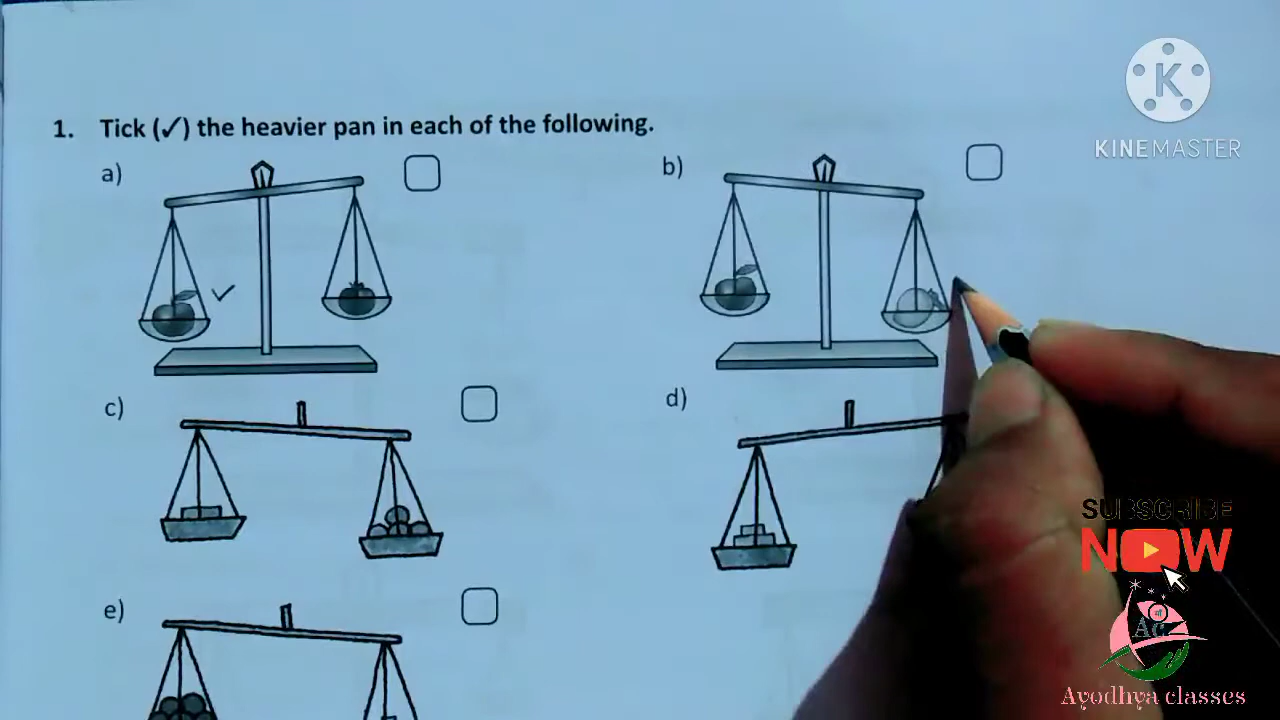 K
KINEMASTER
1. Tick (✓) the heavier pan in each of the following.
a)
b)
c)
d)
e)
SUBSCRIBE
NOW
Ac
Ayodhya classes